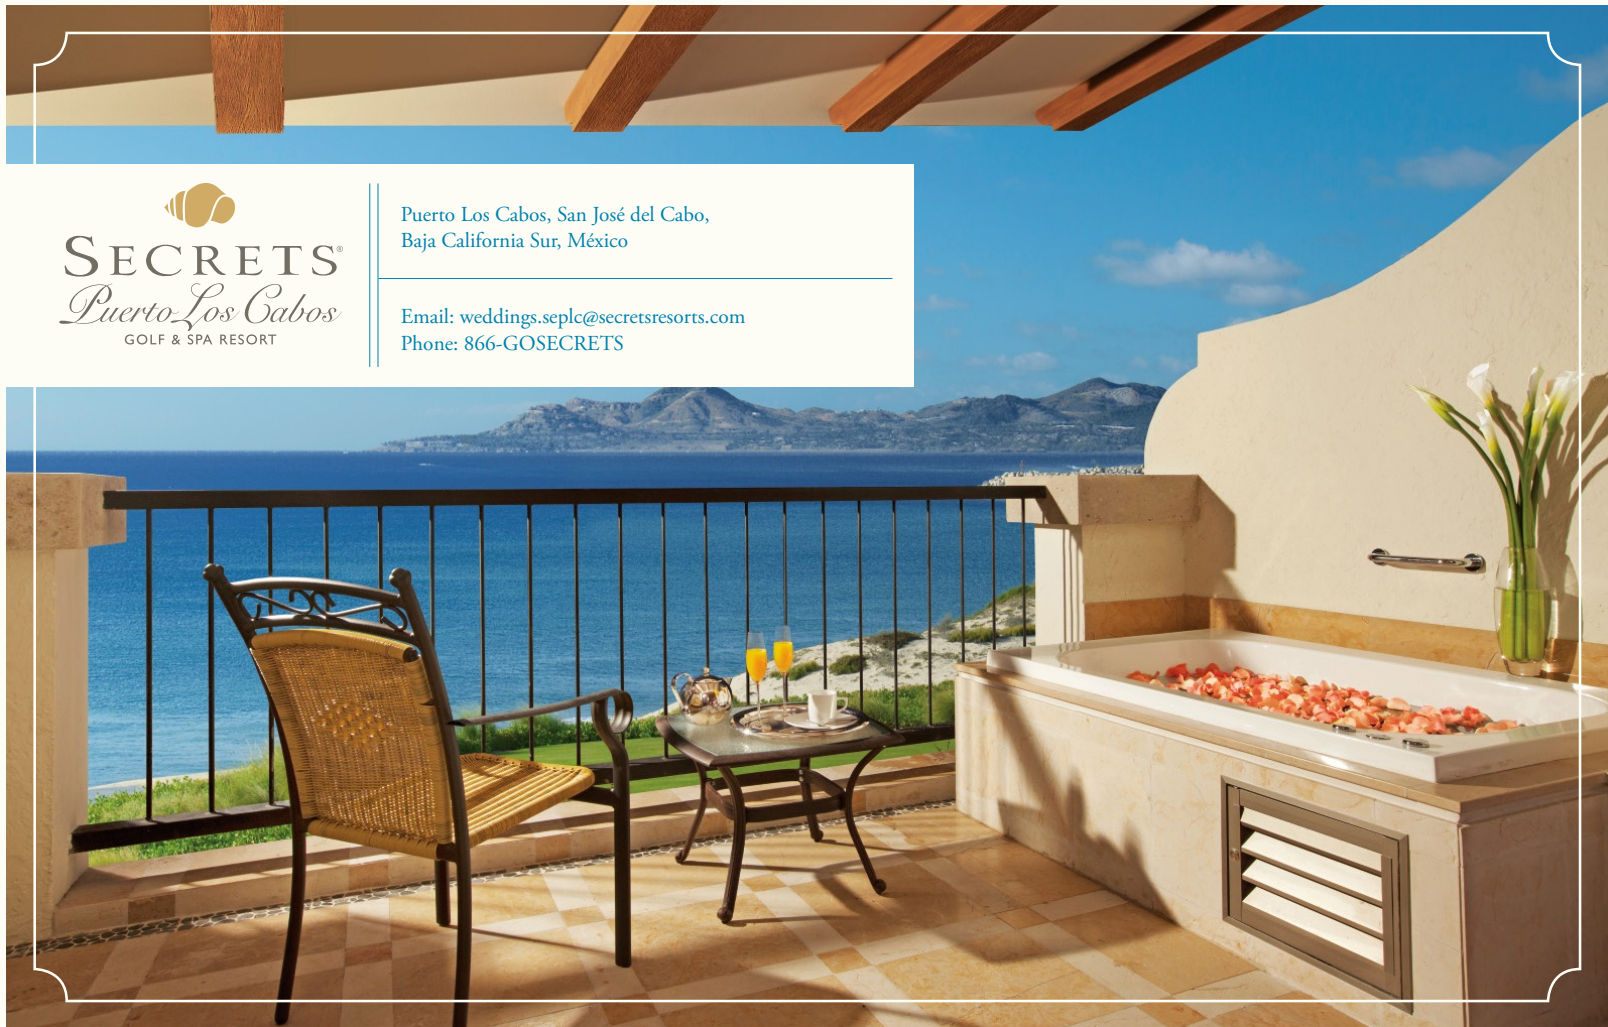 SECRETS®
Puerto Los Cabos
GOLF & SPA RESORT
Puerto Los Cabos, San José del Cabo,
Baja California Sur, México
Email: weddings.seplc@secretsresorts.com
Phone: 866-GOSECRETS